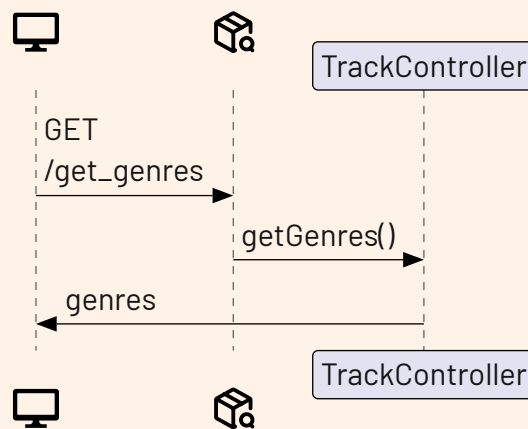 TrackController
GET
/get_genres
getGenres()
genres
TrackController